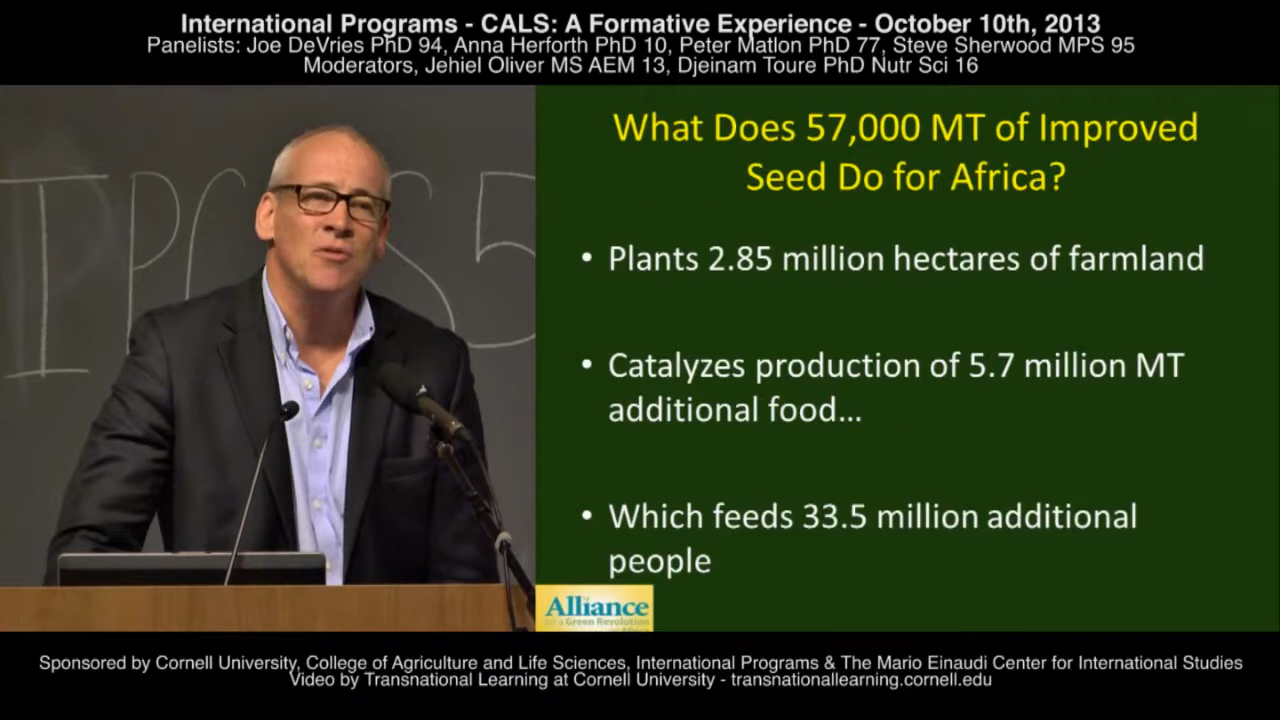 International Programs - CALS: A Formative Experience - October 10th, 2013
Panelists: Joe DeVries PhD 94, Anna Herforth PhD 10, Peter Matlon PhD 77, Steve Sherwood MPS 95
Moderators, Jehiel Oliver MS AEM 13, Djeinam Toure PhD Nutr Sci 16
What Does 57,000 MT of Improved
Seed Do for Africa?
• Plants 2.85 million hectares of farmland
• Catalyzes production of 5.7 million MT
additional food...
• Which feeds 33.5 million additional
people
Alliance
for a Green Revolution
Sponsored by Cornell University, College of Agriculture and Life Sciences, International Programs & The Mario Einaudi Center for International Studies
Video by Transnational Learning at Cornell University - transnationallearning.cornell.edu